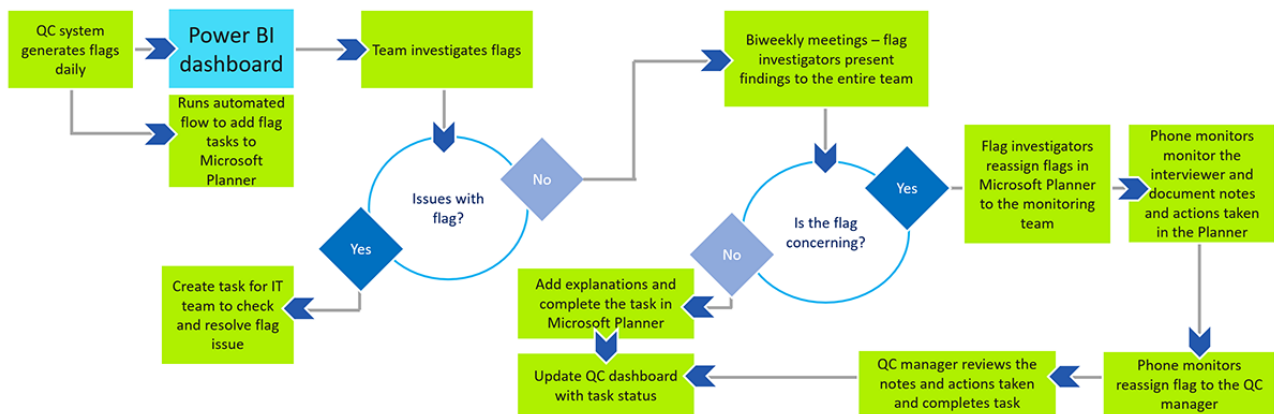 QC system
generates flags
daily
Power BI
dashboard
Team investigates flags
Biweekly meetings – flag
investigators present
findings to the entire team
Runs automated
flow to add flag
tasks to
Microsoft
Planner
Issues with
flag?
No
Yes
Create task for IT
team to check
and resolve flag
issue
Is the flag
concerning?
Yes
No
Flag investigators
reassign flags in
Microsoft Planner
to the monitoring
team
Phone monitors
monitor the
interviewer and
document notes
and actions taken
in the Planner
Add explanations and
complete the task in
Microsoft Planner
Update QC dashboard
with task status
QC manager reviews the
notes and actions taken
and completes task
Phone monitors
reassign flag to the QC
manager